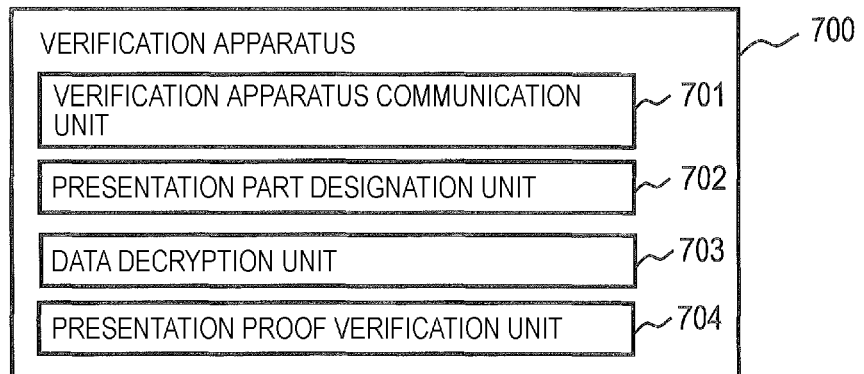 VERIFICATION APPARATUS
700
VERIFICATION APPARATUS COMMUNICATION
UNIT
701
PRESENTATION PART DESIGNATION UNIT
702
DATA DECRYPTION UNIT
703
PRESENTATION PROOF VERIFICATION UNIT
704